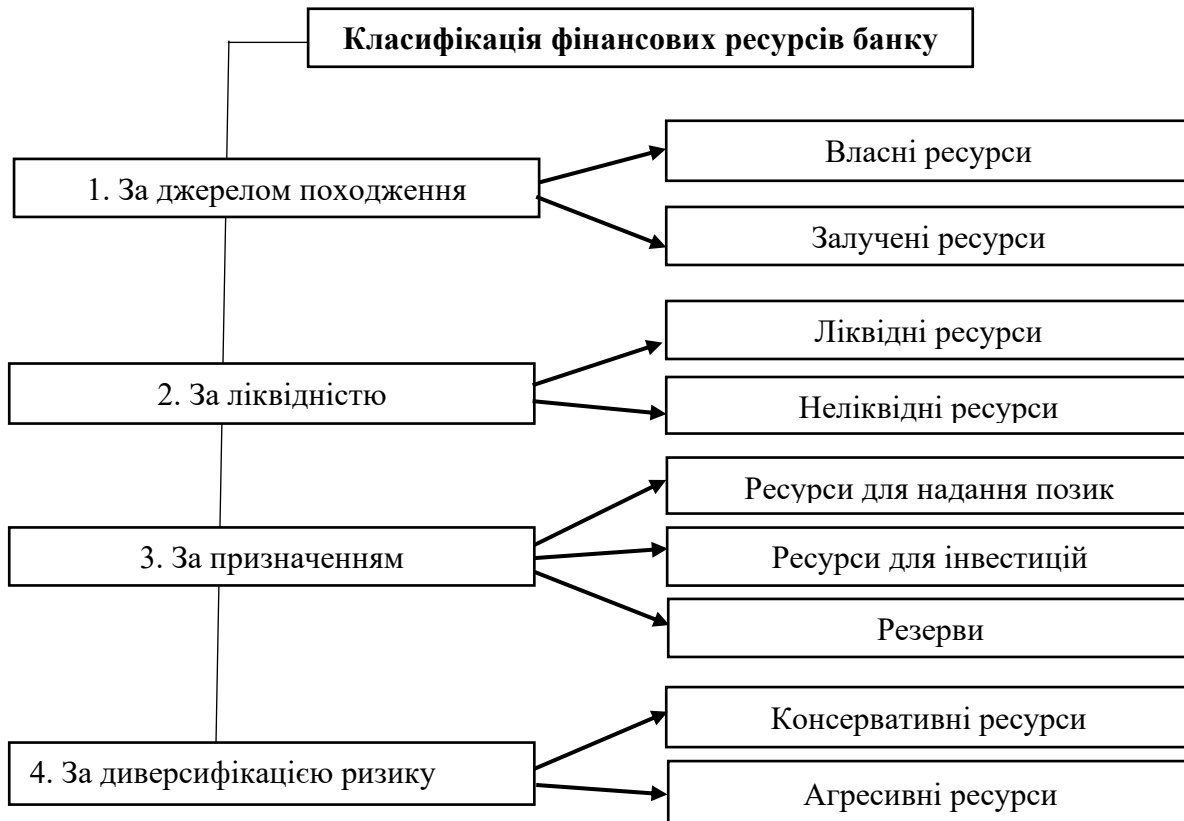 Класифікація фінансових ресурсів банку
1. За джерелом походження
Власні ресурси
Залучені ресурси
2. За ліквідністю
Ліквідні ресурси
Неліквідні ресурси
3. За призначенням
Ресурси для надання позик
Ресурси для інвестицій
Резерви
4. За диверсифікацією ризику
Консервативні ресурси
Агресивні ресурси